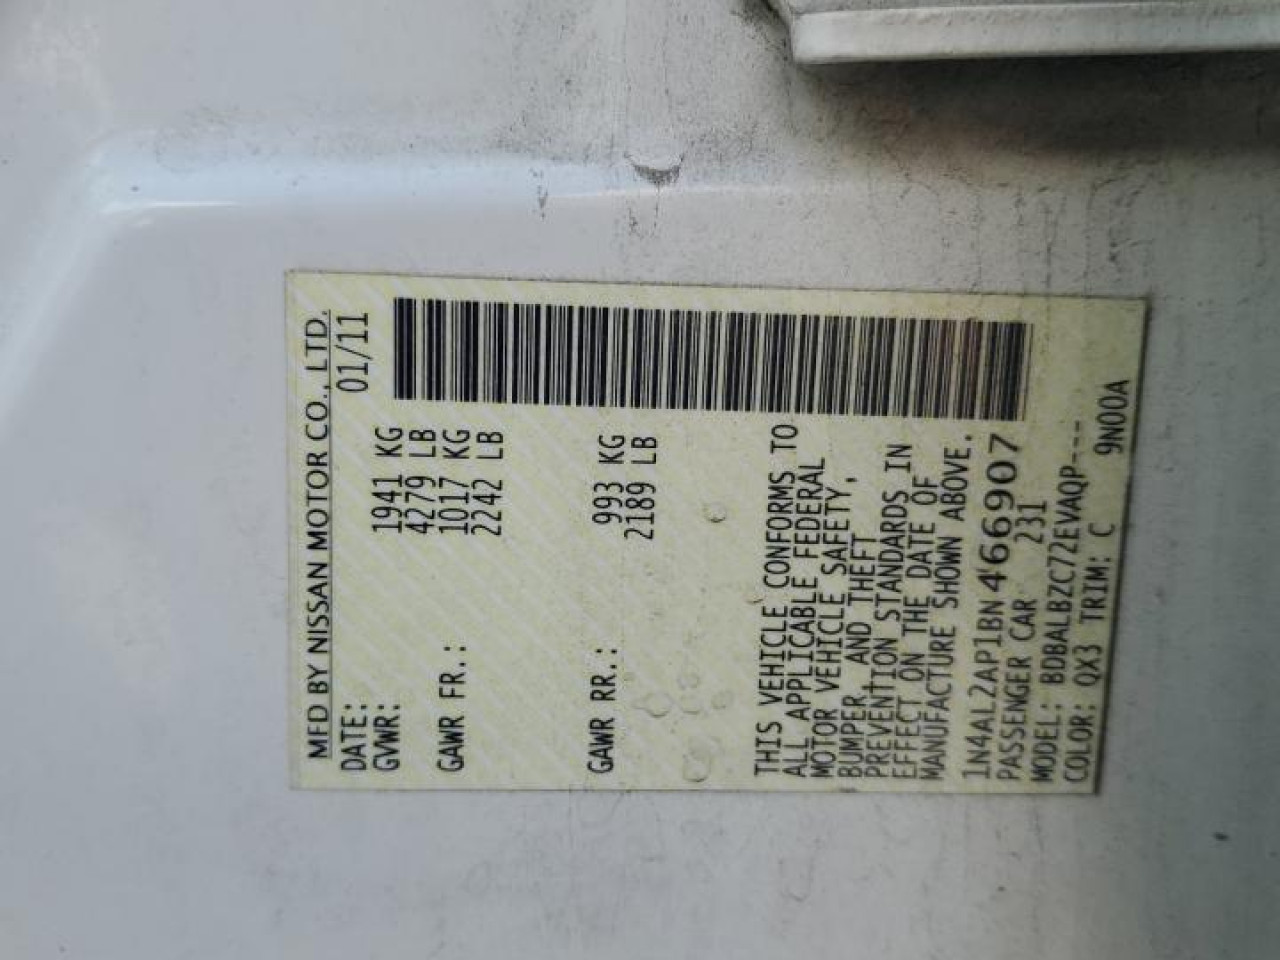 MFD BY NISSAN MOTOR CO., LTD.
DATE: 01/11
GVWR: 1941 KG
4279 LB
GAWR FR.: 1017 KG
2242 LB
GAWR RR.: 993 KG
2189 LB
THIS VEHICLE CONFORMS TO
ALL APPLICABLE FEDERAL
MOTOR VEHICLE SAFETY,
BUMPER, AND THEFT
PREVENTION STANDARDS IN
EFFECT ON THE DATE OF
MANUFACTURE SHOWN ABOVE.
1N4AL2AP1BN466907
PASSENGER CAR 231
MODEL: BDBALBZC72EVAQP---
COLOR: QX3 TRIM: C 9N00A